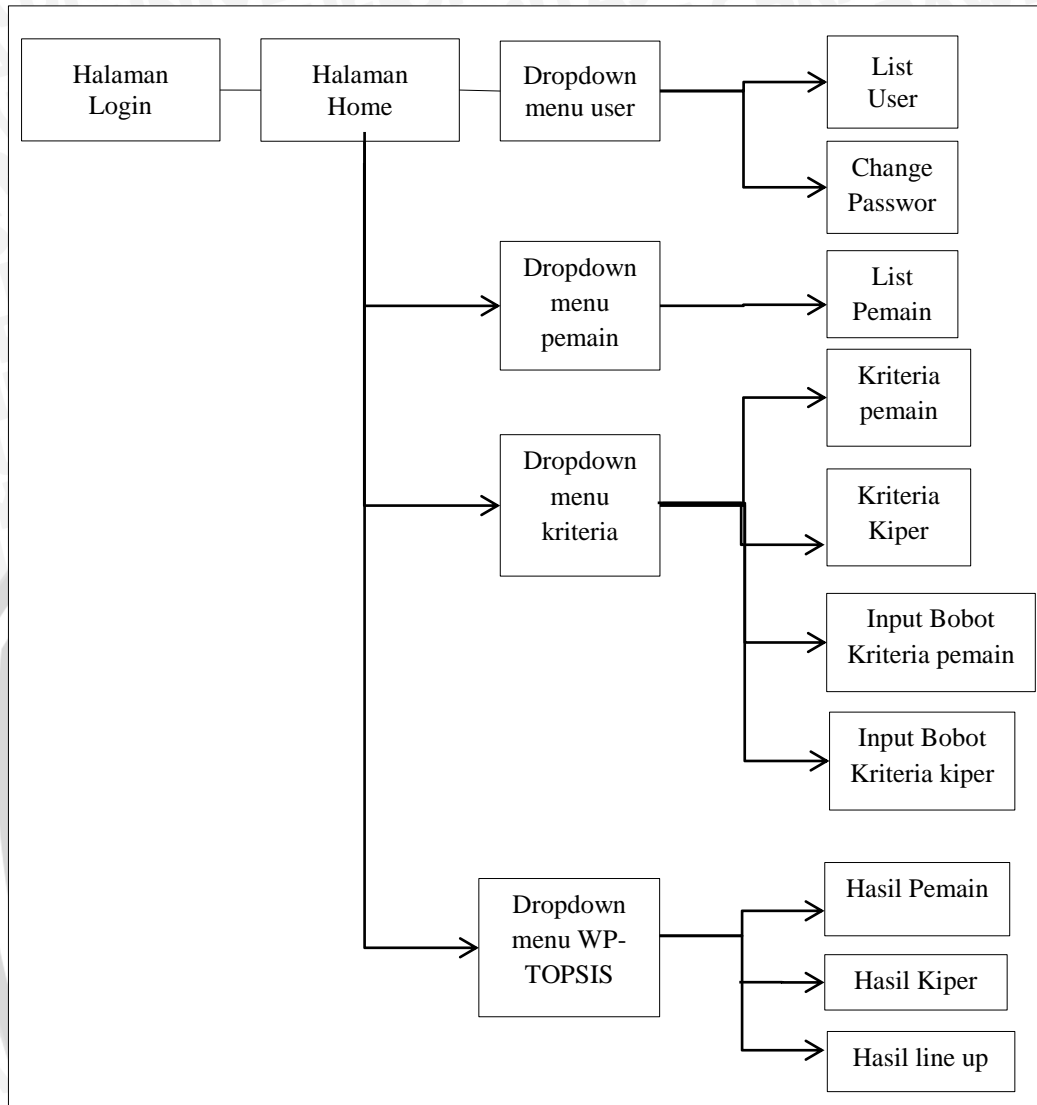 Halaman
Login
Halaman
Home
Dropdown
menu user
List
User
Change
Passwor
Dropdown
menu
pemain
List
Pemain
Dropdown
menu
kriteria
Kriteria
pemain
Kriteria
Kiper
Input Bobot
Kriteria pemain
Input Bobot
Kriteria kiper
Dropdown
menu WP-
TOPSIS
Hasil Pemain
Hasil Kiper
Hasil line up